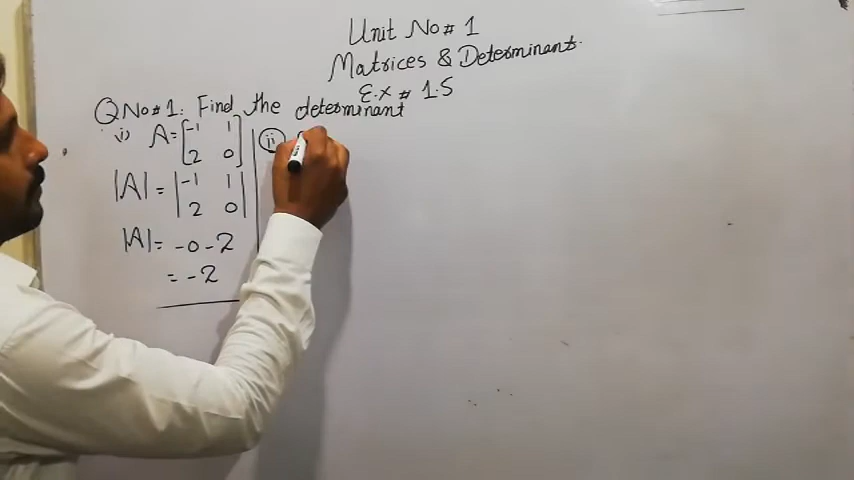 Unit No# 1
Matrices & Determinant.
E.X # 1.5
Q No#1: Find the determinant
i) A = [-1 1
2 0]
|A| = |-1 1
2 0|
|A| = -0-2
= -2
ii